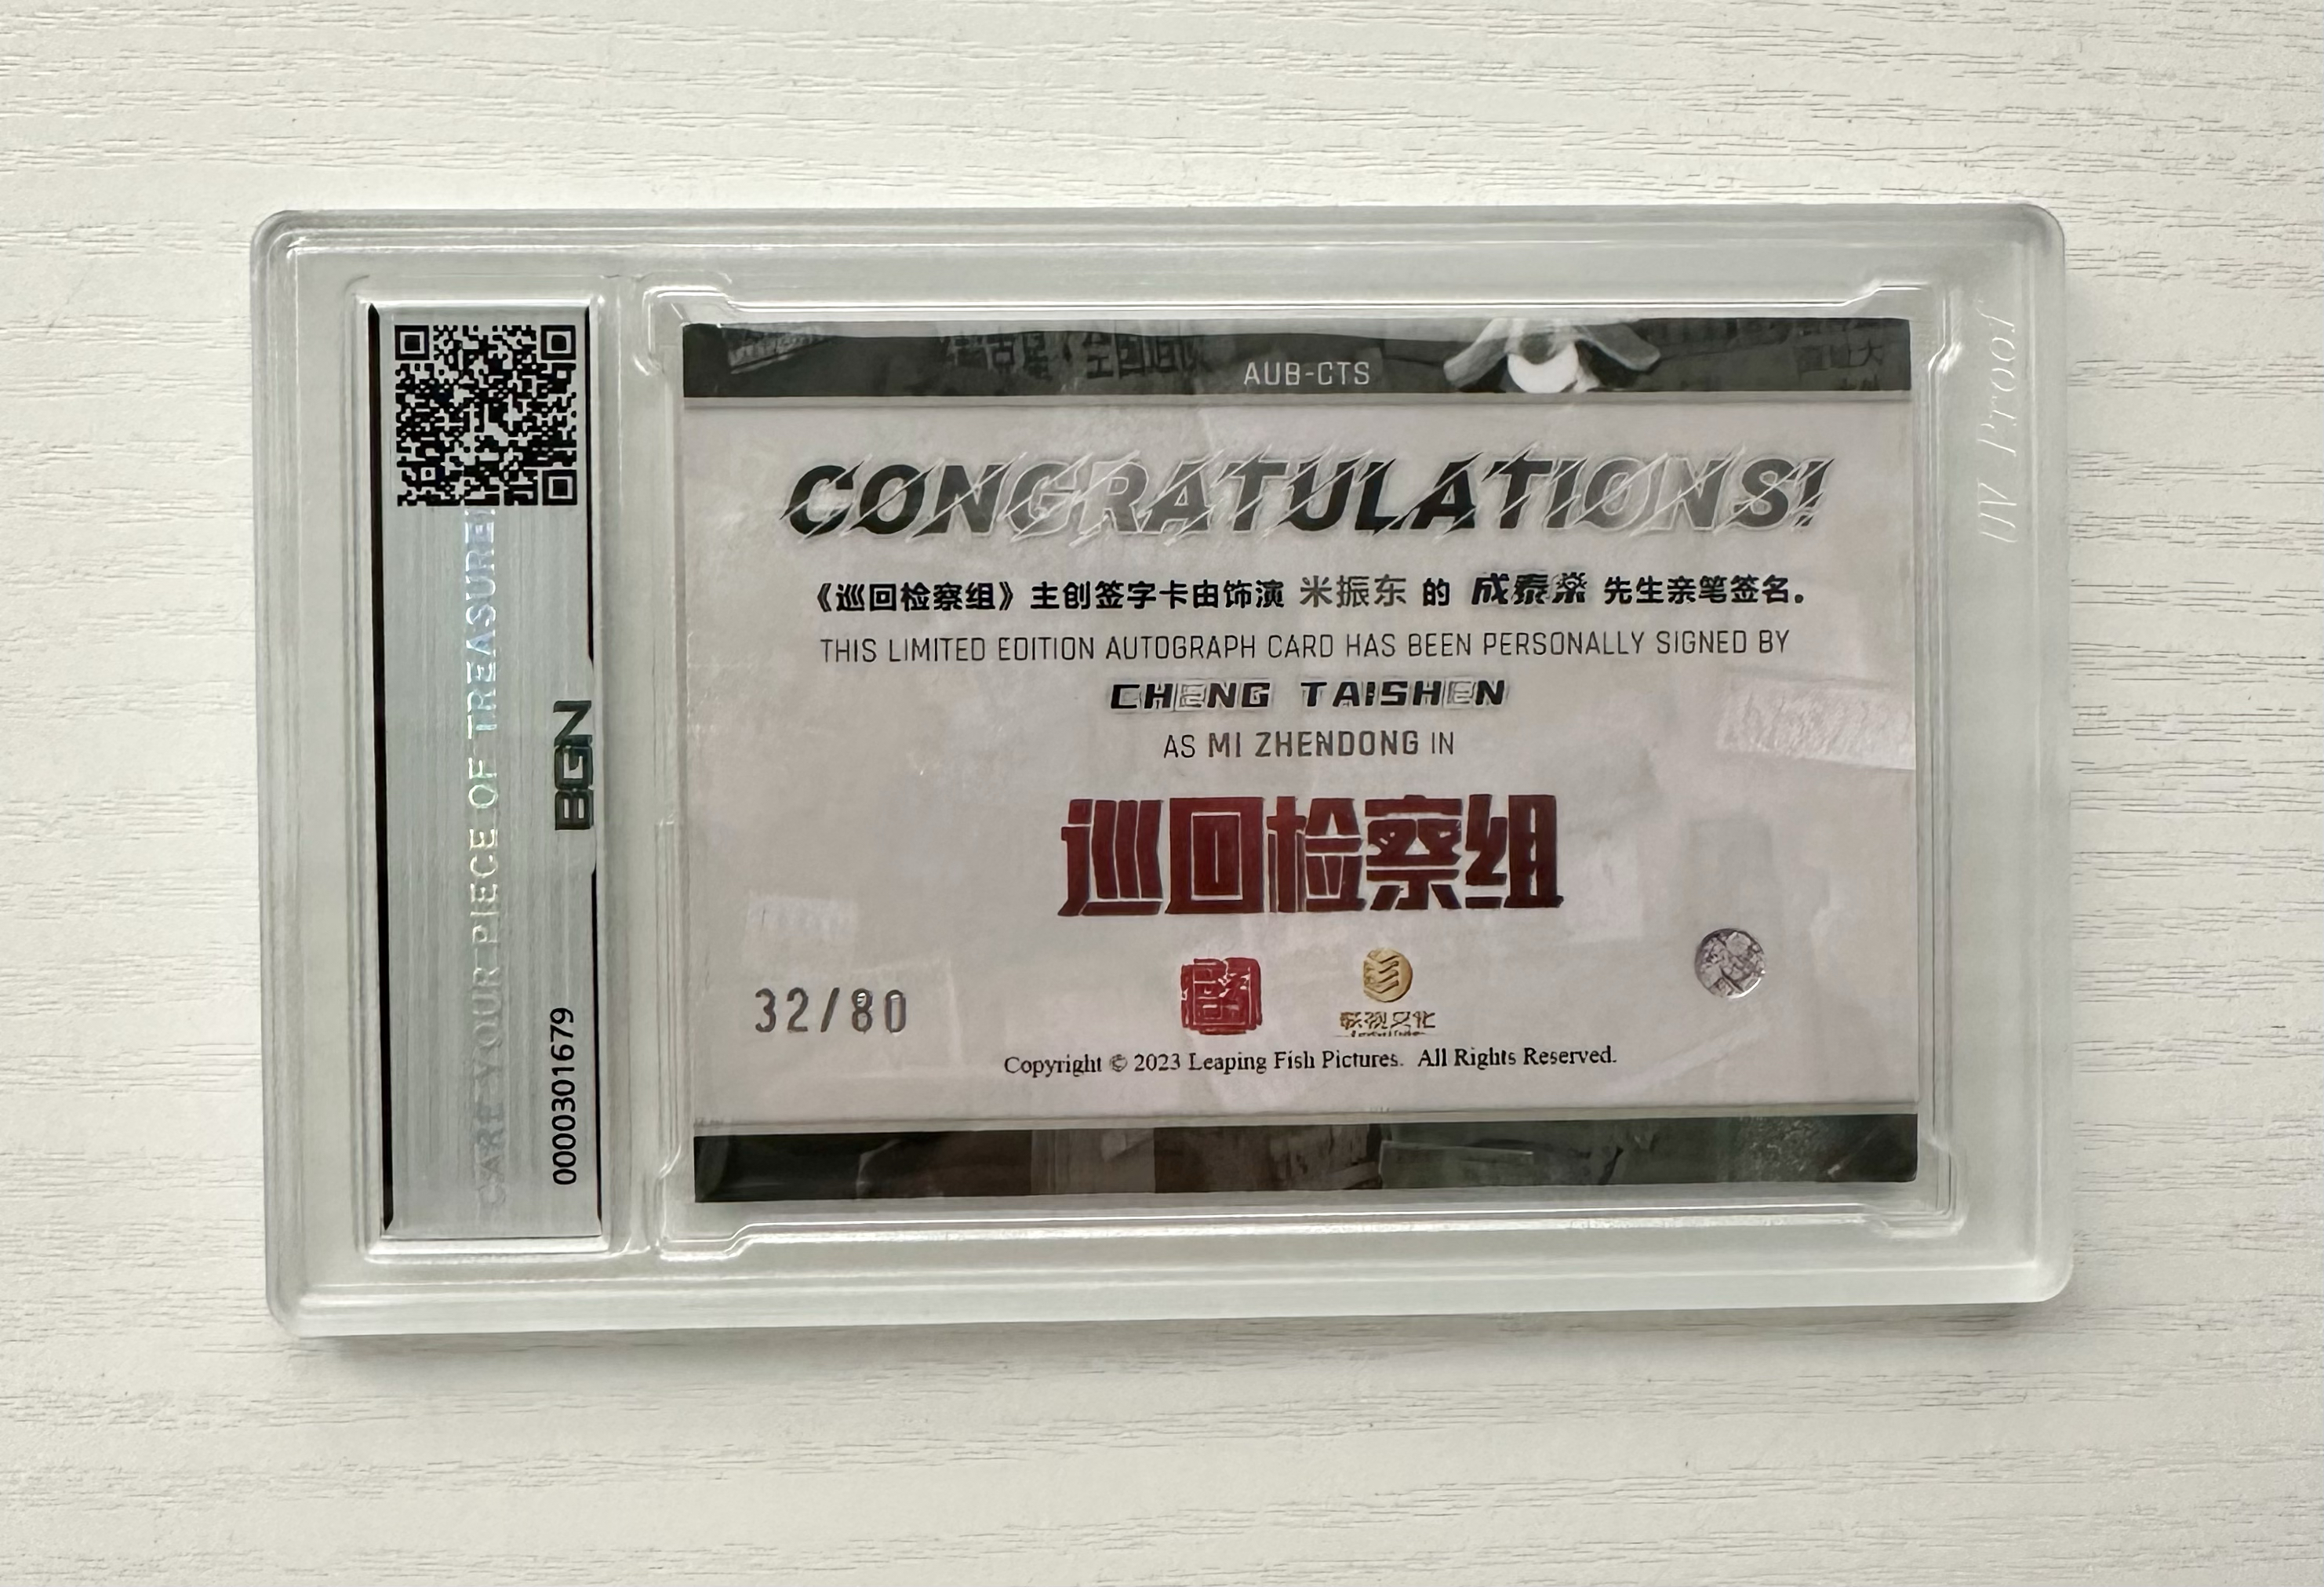 CARE YOUR PIECE OF TREASURE
BGN
0000301679
AUB-CTS
CONGRATULATIONS!
《巡回检察组》主创签字卡由饰演 米振东 的 成泰燊 先生亲笔签名。
THIS LIMITED EDITION AUTOGRAPH CARD HAS BEEN PERSONALLY SIGNED BY
CHENG TAISHEN
AS MI ZHENDONG IN
巡回检察组
32/80
Copyright © 2023 Leaping Fish Pictures. All Rights Reserved.
UV Proof